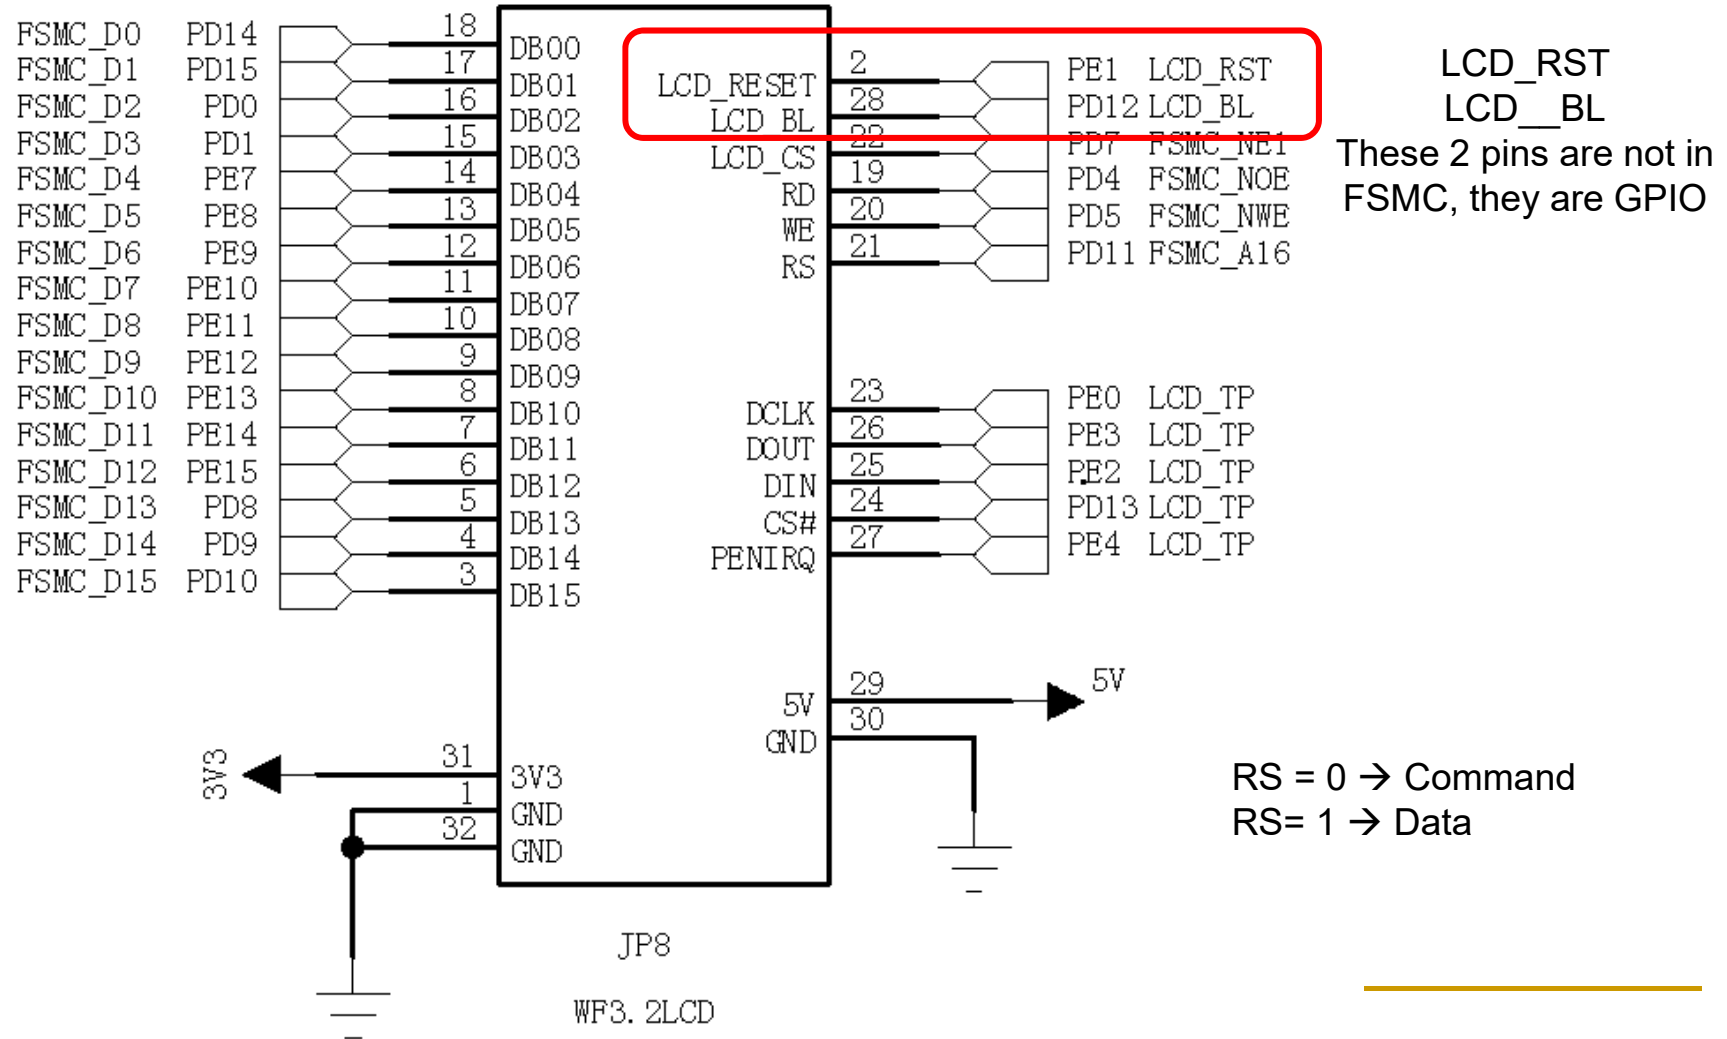 FSMC_D0 PD14 18 DB00
FSMC_D1 PD15 17 DB01
FSMC_D2 PD0 16 DB02
FSMC_D3 PD1 15 DB03
FSMC_D4 PE7 14 DB04
FSMC_D5 PE8 13 DB05
FSMC_D6 PE9 12 DB06
FSMC_D7 PE10 11 DB07
FSMC_D8 PE11 10 DB08
FSMC_D9 PE12 9 DB09
FSMC_D10 PE13 8 DB10
FSMC_D11 PE14 7 DB11
FSMC_D12 PE15 6 DB12
FSMC_D13 PD8 5 DB13
FSMC_D14 PD9 4 DB14
FSMC_D15 PD10 3 DB15
3V3 31 3V3
1 GND
32 GND
LCD_RESET 2 PE1 LCD_RST
LCD_BL 28 PD12 LCD_BL
LCD_CS 22 PD7 FSMC_NE1
RD 19 PD4 FSMC_NOE
WE 20 PD5 FSMC_NWE
RS 21 PD11 FSMC_A16
DCLK 23 PE0 LCD_TP
DOUT 26 PE3 LCD_TP
DIN 25 PE2 LCD_TP
CS# 24 PD13 LCD_TP
PENIRQ 27 PE4 LCD_TP
5V 29 5V
GND 30
JP8
WF3.2LCD
LCD_RST
LCD__BL
These 2 pins are not in
FSMC, they are GPIO
RS = 0 → Command
RS= 1 → Data